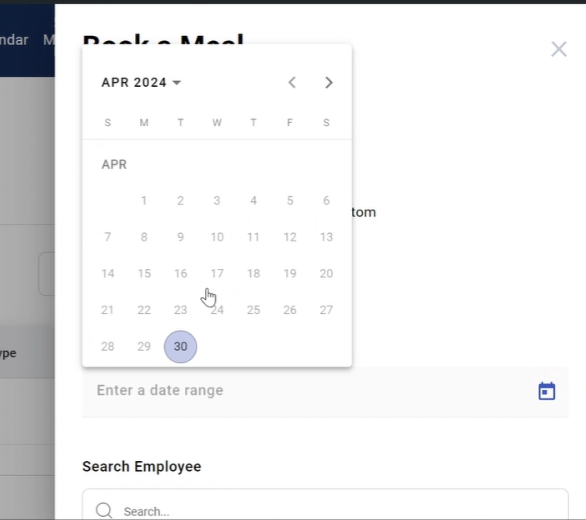 ndar M
Book a Meal
APR 2024
S M T W T F S
APR
1 2 3 4 5 6
tom
7 8 9 10 11 12 13
14 15 16 17 18 19 20
21 22 23 24 25 26 27
28 29 30
ype
Enter a date range
Search Employee
Search...